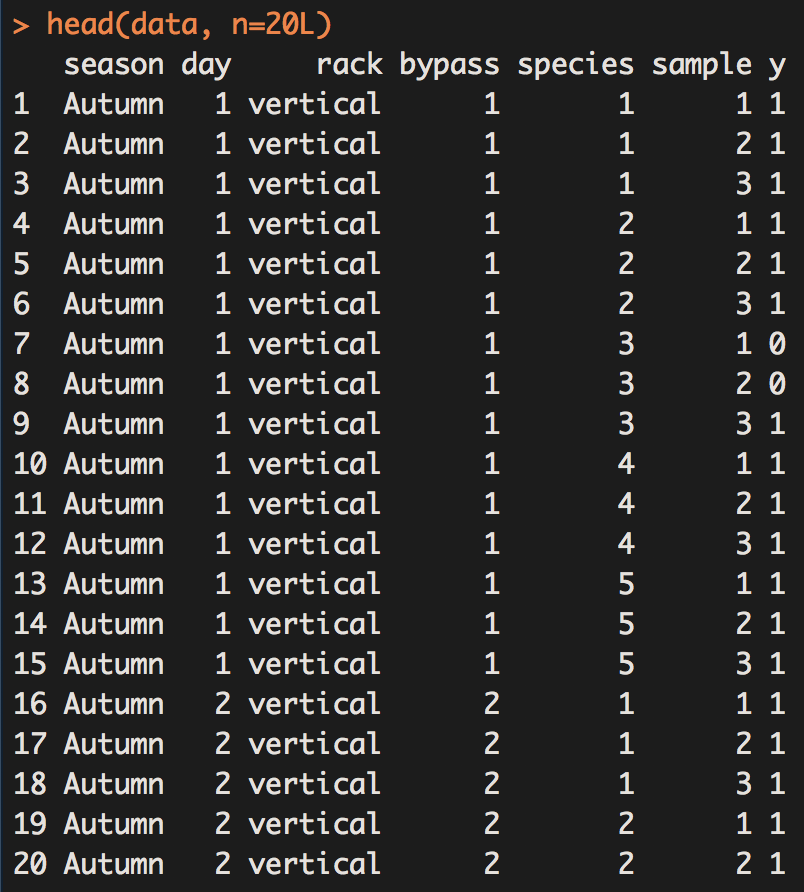 > head(data, n=20L)
   season day     rack bypass species sample y
1  Autumn   1 vertical      1       1      1 1
2  Autumn   1 vertical      1       1      2 1
3  Autumn   1 vertical      1       1      3 1
4  Autumn   1 vertical      1       2      1 1
5  Autumn   1 vertical      1       2      2 1
6  Autumn   1 vertical      1       2      3 1
7  Autumn   1 vertical      1       3      1 0
8  Autumn   1 vertical      1       3      2 0
9  Autumn   1 vertical      1       3      3 1
10 Autumn   1 vertical      1       4      1 1
11 Autumn   1 vertical      1       4      2 1
12 Autumn   1 vertical      1       4      3 1
13 Autumn   1 vertical      1       5      1 1
14 Autumn   1 vertical      1       5      2 1
15 Autumn   1 vertical      1       5      3 1
16 Autumn   2 vertical      2       1      1 1
17 Autumn   2 vertical      2       1      2 1
18 Autumn   2 vertical      2       1      3 1
19 Autumn   2 vertical      2       2      1 1
20 Autumn   2 vertical      2       2      2 1